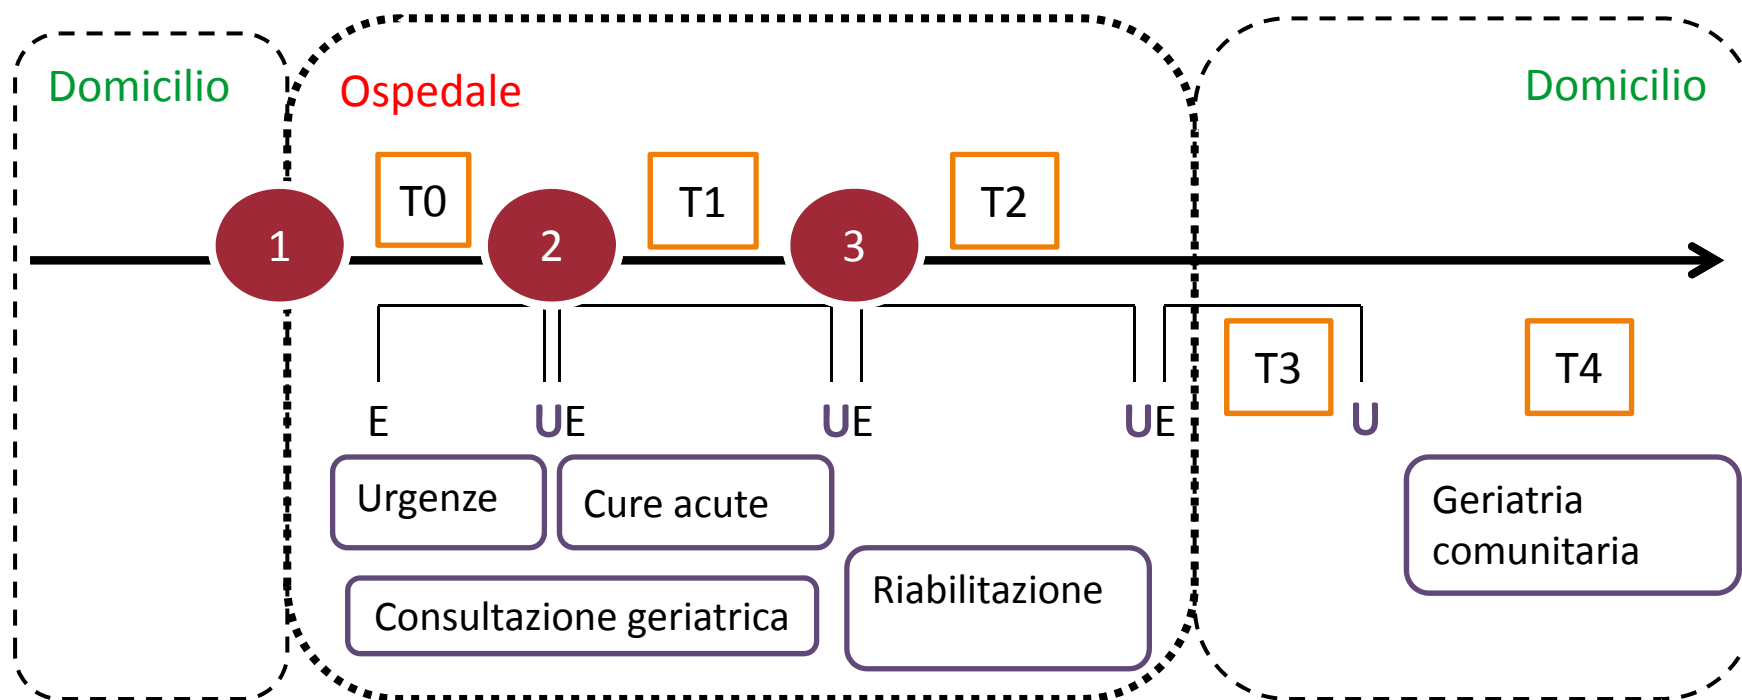 Domicilio
Ospedale
Domicilio
T0
T1
T2
1
2
3
T3
T4
E
UE
UE
UE
U
Urgenze
Cure acute
Geriatria
comunitaria
Riabilitazione
Consultazione geriatrica